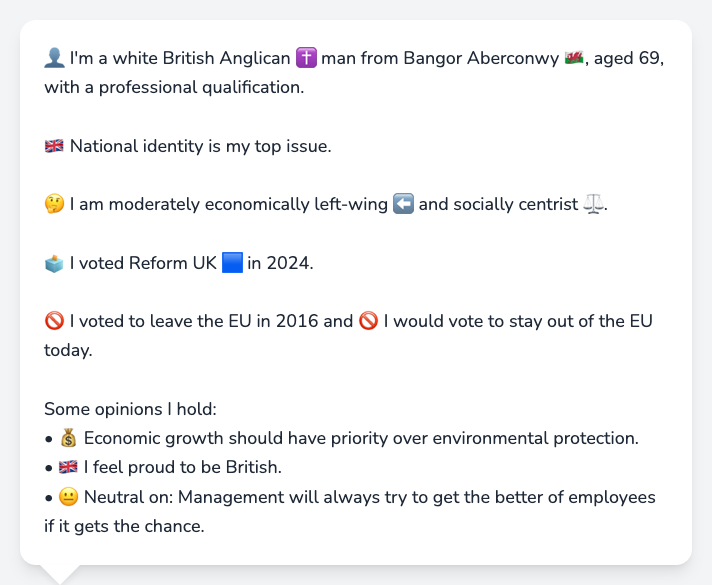 👤 I'm a white British Anglican ✝️ man from Bangor Aberconwy 🏴󠁧󠁢󠁷󠁬󠁳󠁿, aged 69,
with a professional qualification.
🇬🇧 National identity is my top issue.
🤔 I am moderately economically left-wing ⬅️ and socially centrist ⚖️.
🗳️ I voted Reform UK 🟦 in 2024.
🚫 I voted to leave the EU in 2016 and 🚫 I would vote to stay out of the EU
today.
Some opinions I hold:
• 💰 Economic growth should have priority over environmental protection.
• 🇬🇧 I feel proud to be British.
• 😐 Neutral on: Management will always try to get the better of employees
if it gets the chance.